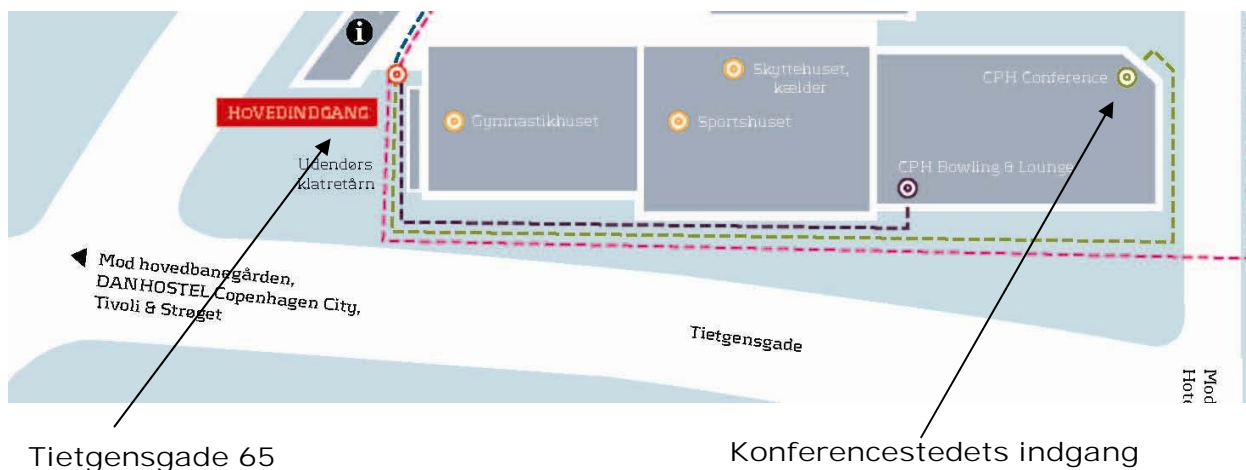 i
HOVEDINDGANG
Gymnastikhuset
Skyttehuset,
kælder
Sportshuset
CPH Conference
CPH Bowling & Lounge
Udendørs
klatretårn
Mod hovedbanegården,
DANHOSTEL Copenhagen City,
Tivoli & Strøget
Tietgensgade
Mod
Tietgensgade 65
Konferencestedets indgang